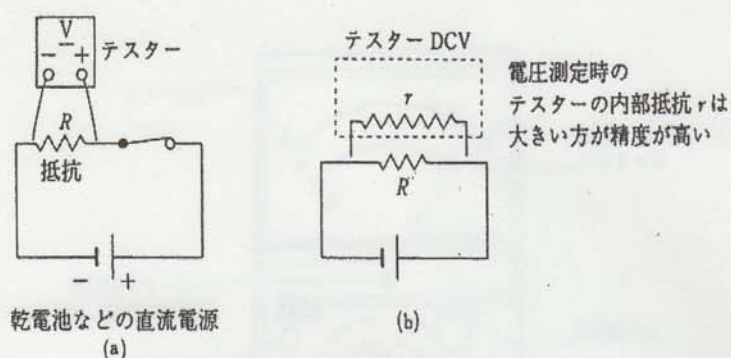 V
− +
テスター
R
抵抗
− +
乾電池などの直流電源
(a)
テスター DCV
r
R
(b)
電圧測定時の
テスターの内部抵抗rは
大きい方が精度が高い